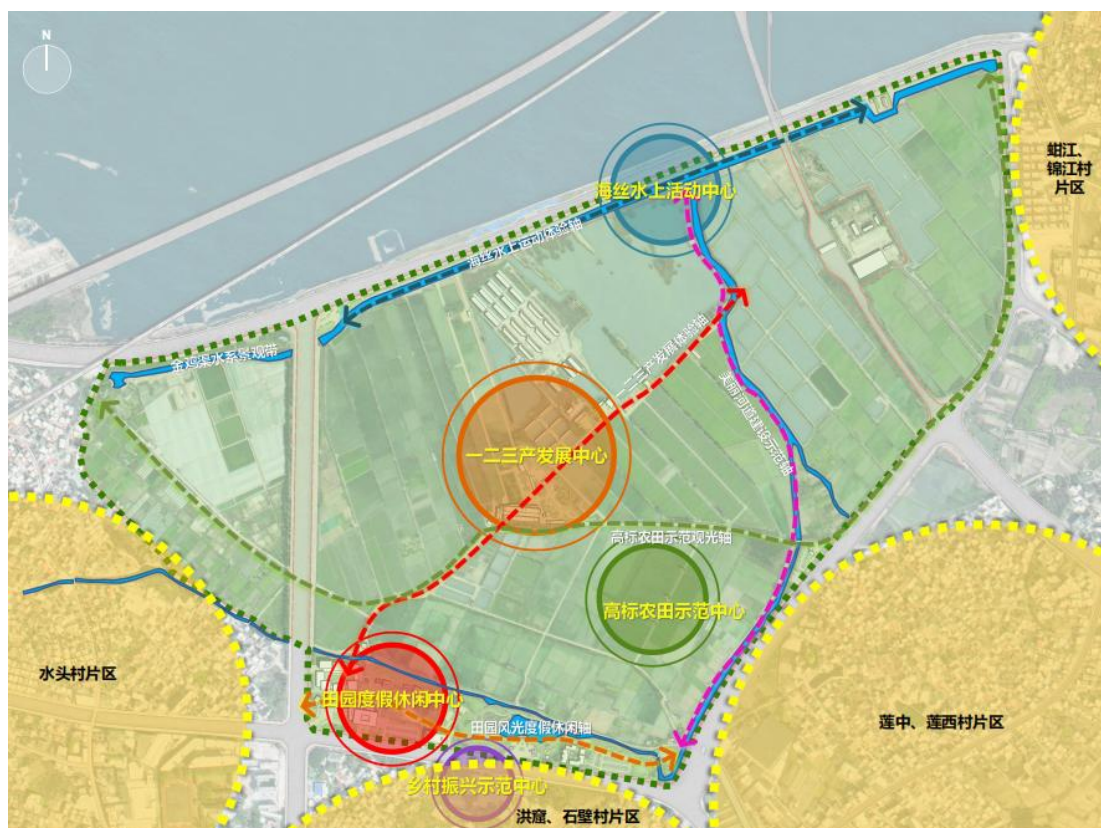 N
蚶江、
锦江村
片区
海丝水上活动中心
海丝水上运动体验轴
金鸡渠水系景观带
一二三产发展体验轴
美丽河道建设示范轴
一二三产发展中心
高标农田示范观光轴
高标农田示范中心
水头村片区
田园度假休闲中心
田园风光度假休闲轴
莲中、莲西村片区
乡村振兴示范中心
洪窟、石壁村片区